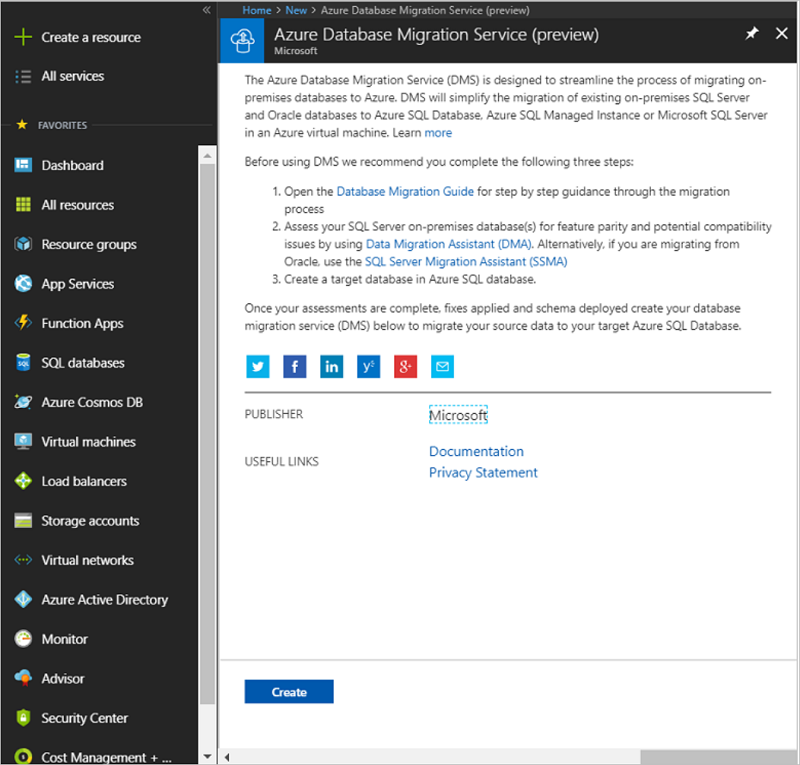 Create a resource
All services
FAVORITES
Dashboard
All resources
Resource groups
App Services
Function Apps
SQL databases
Azure Cosmos DB
Virtual machines
Load balancers
Storage accounts
Virtual networks
Azure Active Directory
Monitor
Advisor
Security Center
Cost Management + ...
Home > New > Azure Database Migration Service (preview)
Azure Database Migration Service (preview)
Microsoft
The Azure Database Migration Service (DMS) is designed to streamline the process of migrating on-
premises databases to Azure. DMS will simplify the migration of existing on-premises SQL Server
and Oracle databases to Azure SQL Database, Azure SQL Managed Instance or Microsoft SQL Server
in an Azure virtual machine. Learn more
Before using DMS we recommend you complete the following three steps:
1. Open the Database Migration Guide for step by step guidance through the migration
process
2. Assess your SQL Server on-premises database(s) for feature parity and potential compatibility
issues by using Data Migration Assistant (DMA). Alternatively, if you are migrating from
Oracle, use the SQL Server Migration Assistant (SSMA)
3. Create a target database in Azure SQL database.
Once your assessments are complete, fixes applied and schema deployed create your database
migration service (DMS) below to migrate your source data to your target Azure SQL Database.
PUBLISHER
Microsoft
USEFUL LINKS
Documentation
Privacy Statement
Create